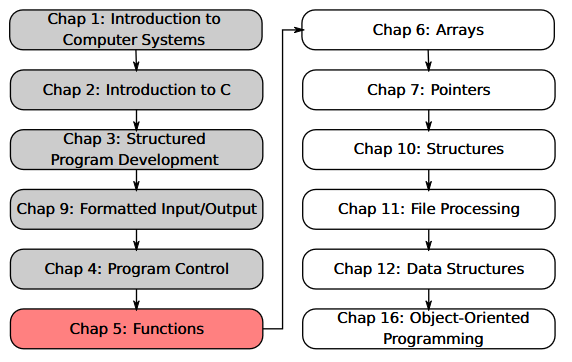 Chap 1: Introduction to
Computer Systems
Chap 2: Introduction to C
Chap 3: Structured
Program Development
Chap 9: Formatted Input/Output
Chap 4: Program Control
Chap 5: Functions
Chap 6: Arrays
Chap 7: Pointers
Chap 10: Structures
Chap 11: File Processing
Chap 12: Data Structures
Chap 16: Object-Oriented
Programming